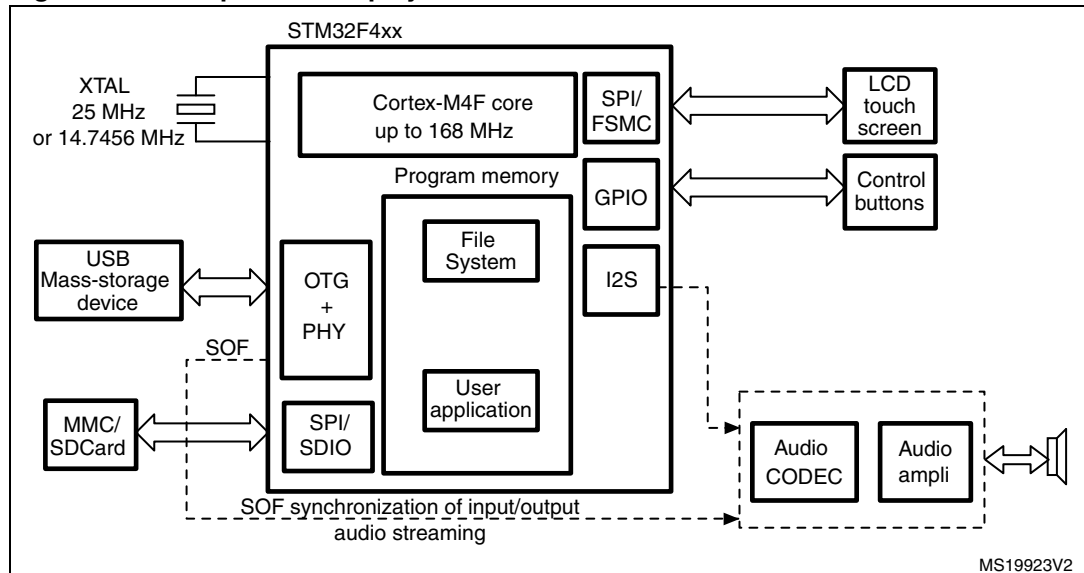 STM32F4xx
XTAL
25 MHz
or 14.7456 MHz
Cortex-M4F core
up to 168 MHz
SPI/
FSMC
LCD
touch
screen
Program memory
GPIO
Control
buttons
File
System
I2S
USB
Mass-storage
device
OTG
+
PHY
SOF
User
application
MMC/
SDCard
SPI/
SDIO
Audio
CODEC
Audio
ampli
SOF synchronization of input/output
audio streaming
MS19923V2